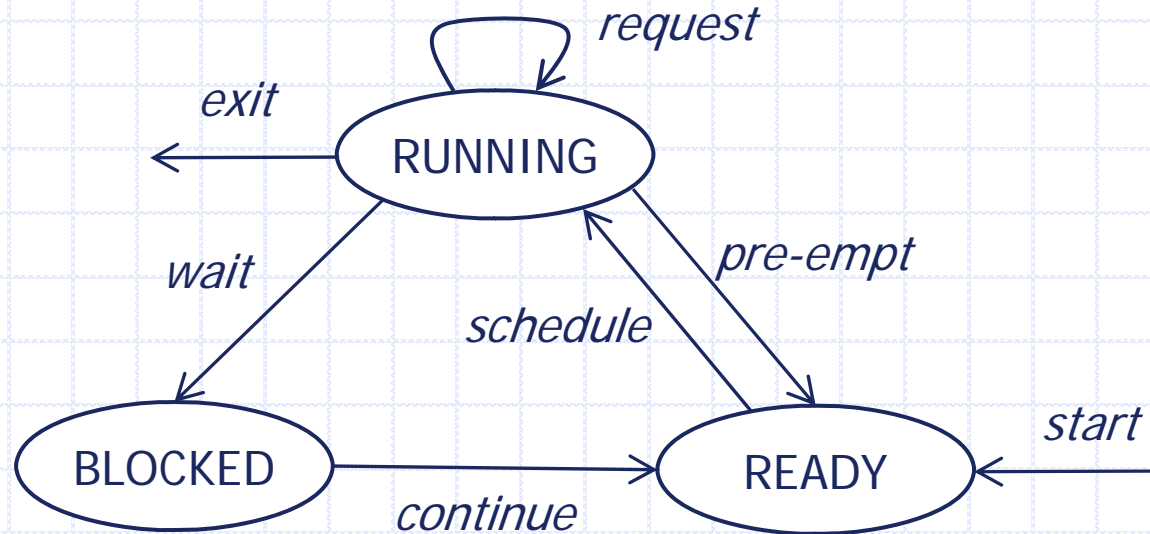 request
exit
RUNNING
wait
pre-empt
schedule
start
BLOCKED
READY
continue